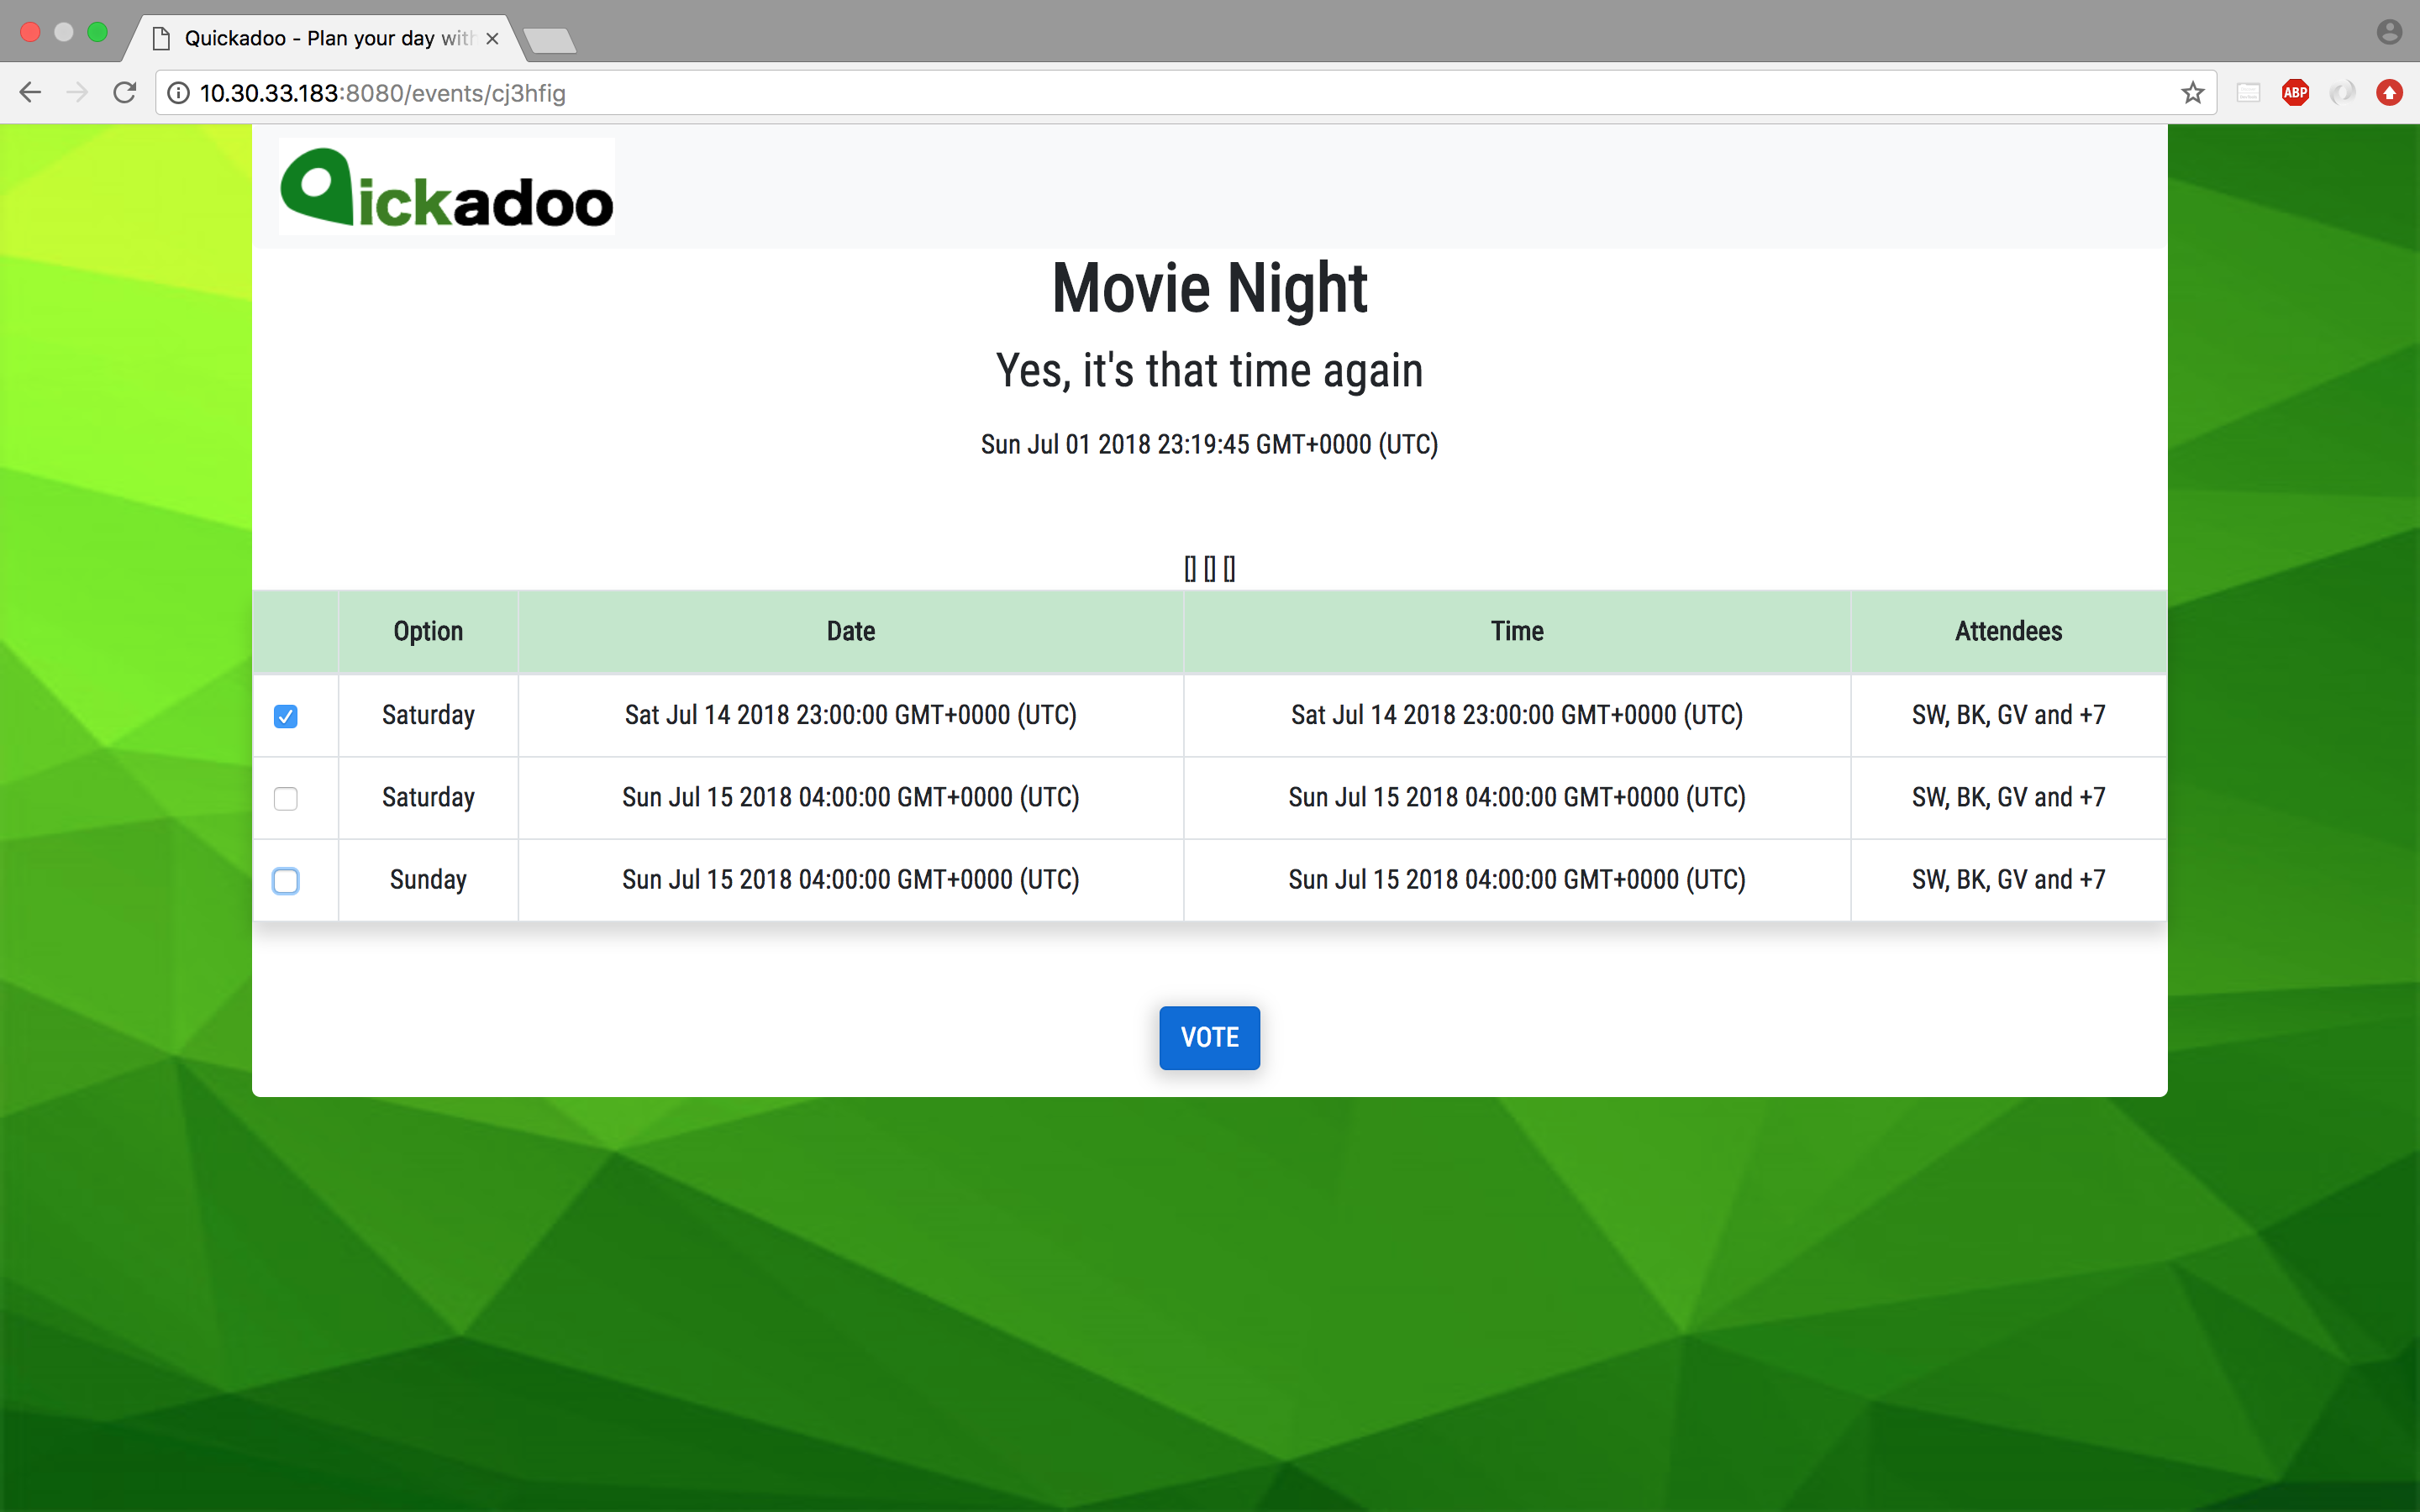 Quickadoo - Plan your day with
10.30.33.183:8080/events/cj3hfig
ABP
ickadoo
Movie Night
Yes, it's that time again
Sun Jul 01 2018 23:19:45 GMT+0000 (UTC)
[] [] []
Option Date Time Attendees
Saturday Sat Jul 14 2018 23:00:00 GMT+0000 (UTC) Sat Jul 14 2018 23:00:00 GMT+0000 (UTC) SW, BK, GV and +7
Saturday Sun Jul 15 2018 04:00:00 GMT+0000 (UTC) Sun Jul 15 2018 04:00:00 GMT+0000 (UTC) SW, BK, GV and +7
Sunday Sun Jul 15 2018 04:00:00 GMT+0000 (UTC) Sun Jul 15 2018 04:00:00 GMT+0000 (UTC) SW, BK, GV and +7
VOTE